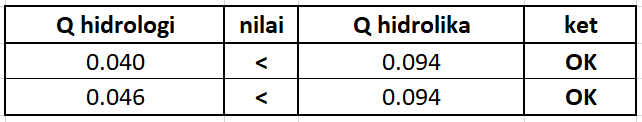 Q hidrologi nilai Q hidrolika ket
0.040 < 0.094 OK
0.046 < 0.094 OK